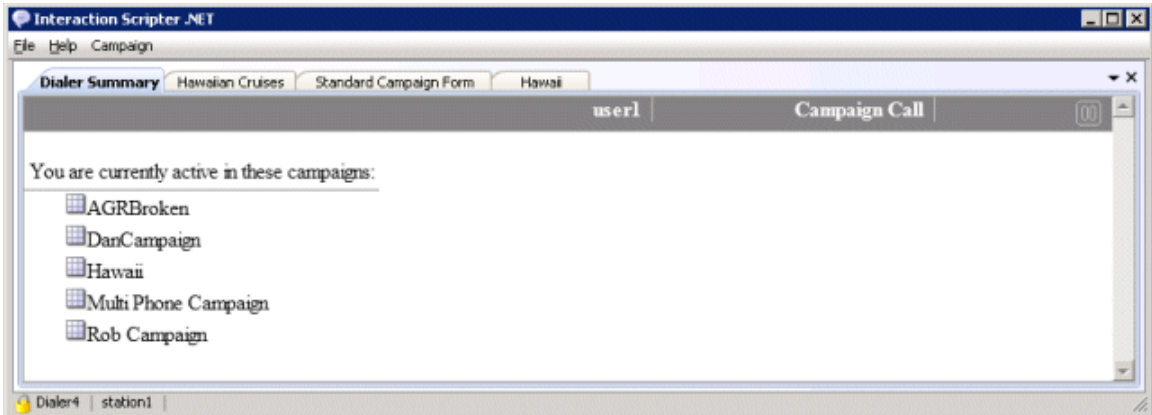 Interaction Scripter .NET
File Help Campaign
Dialer Summary Hawaiian Cruises Standard Campaign Form Hawaii
user1 Campaign Call
You are currently active in these campaigns:
AGRBroken
DanCampaign
Hawaii
Multi Phone Campaign
Rob Campaign
Dialer4 | station1 |